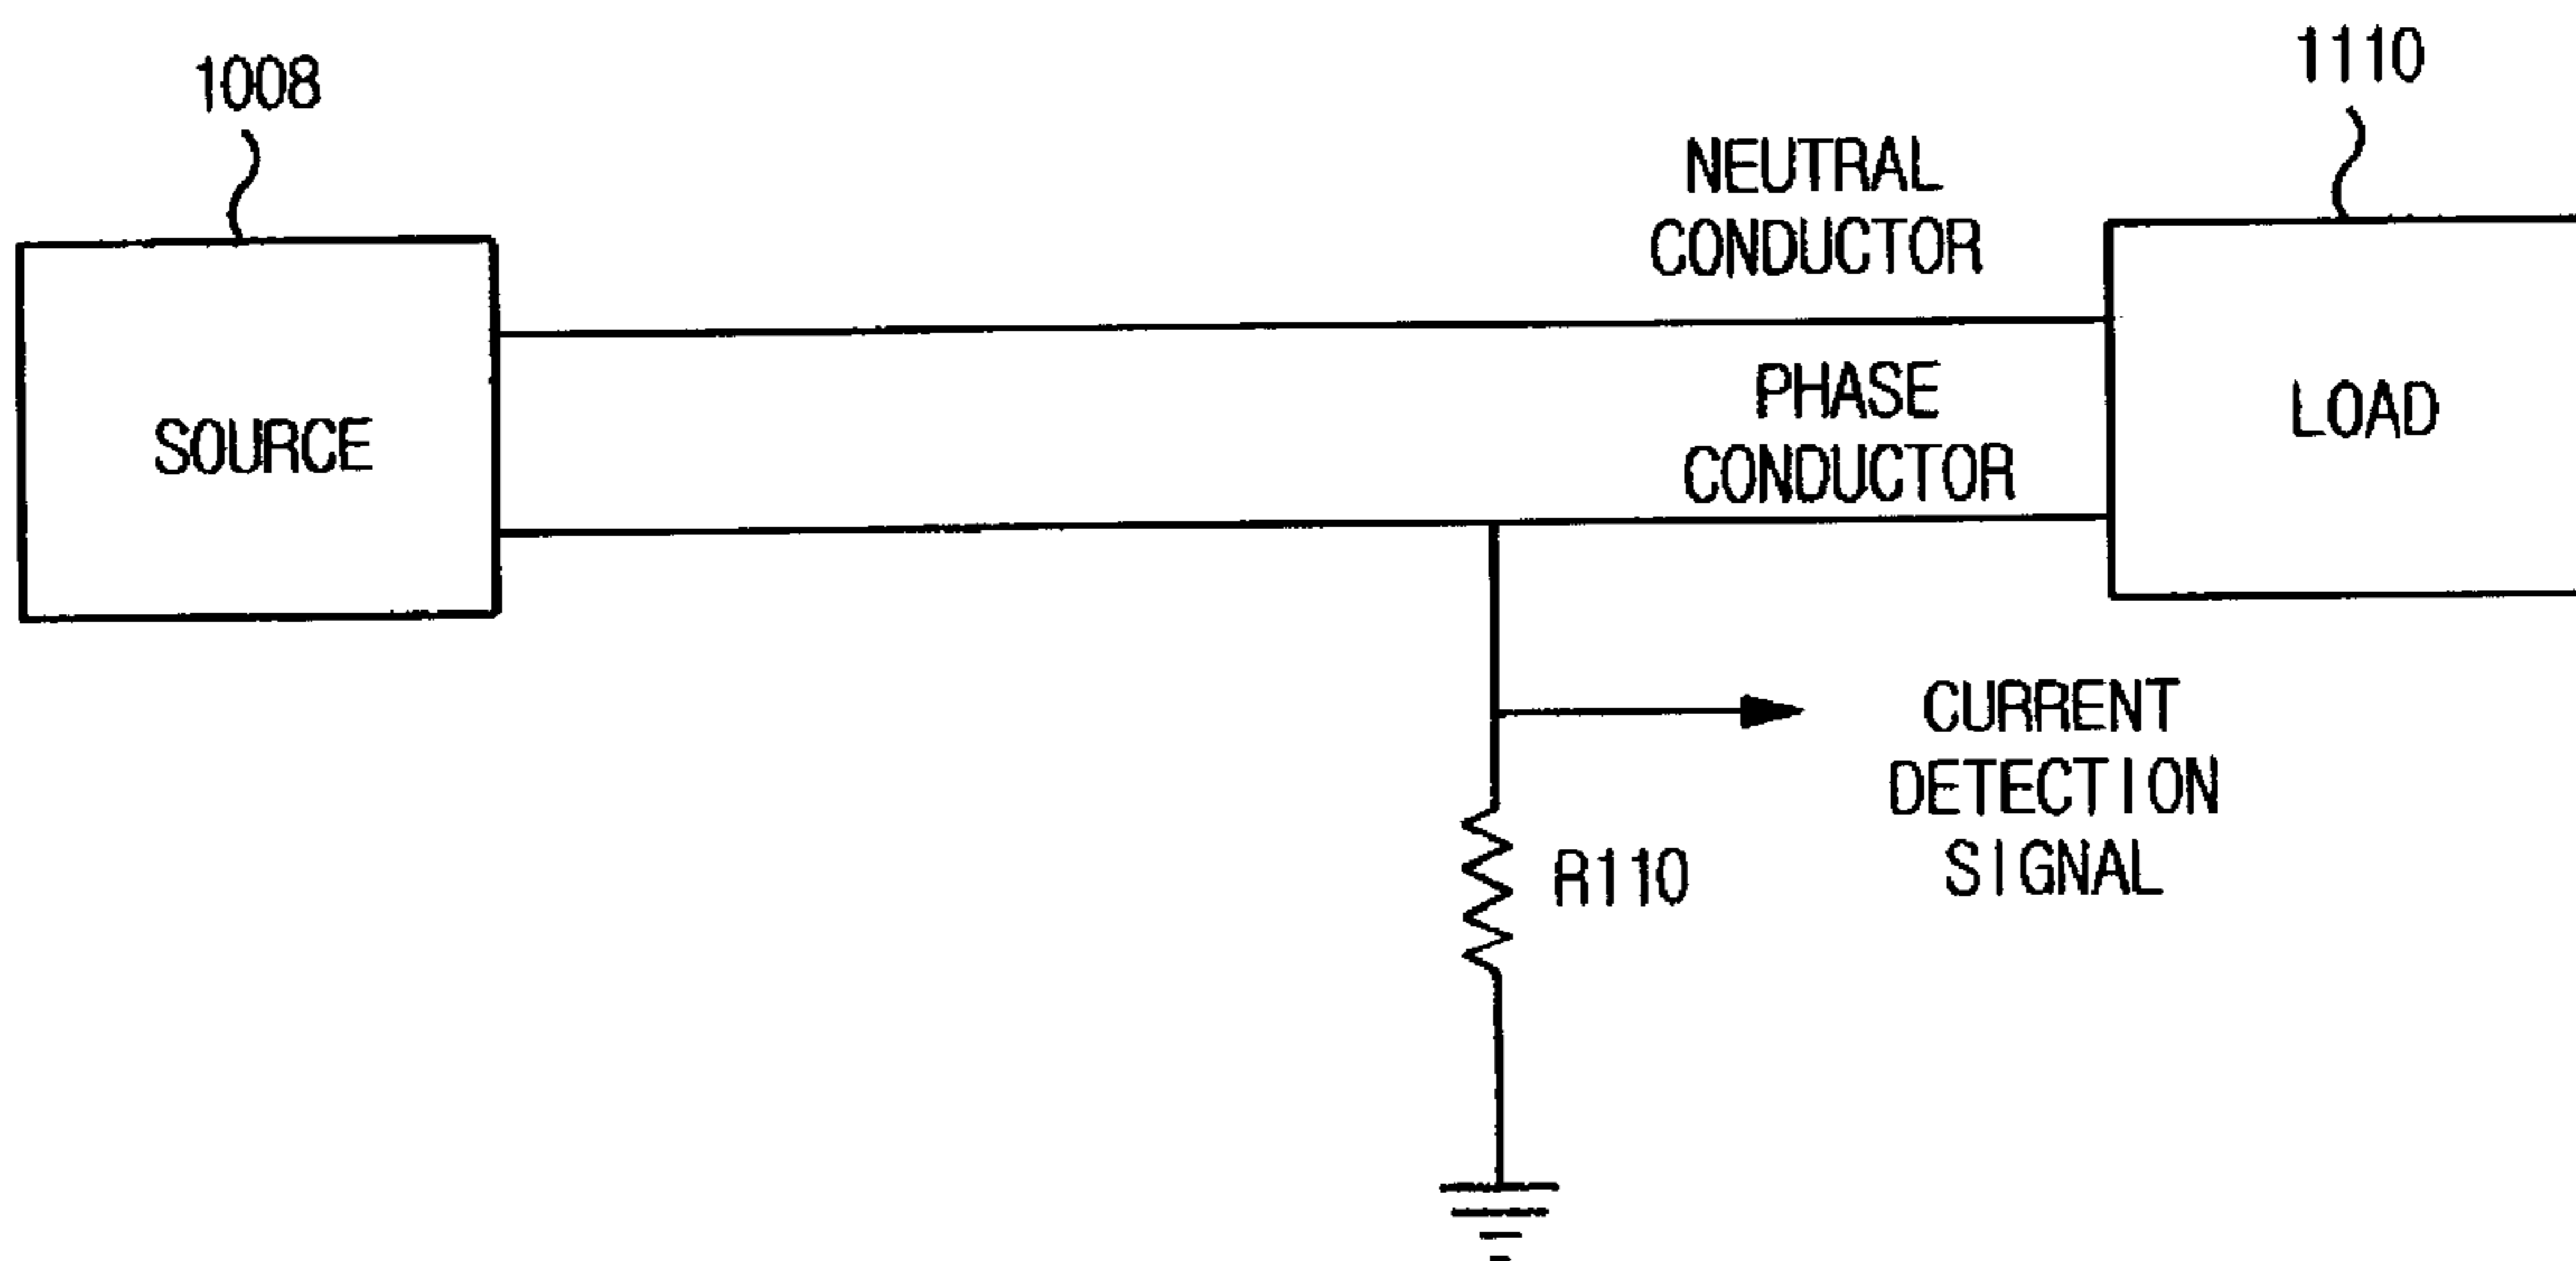 1008
1110
NEUTRAL
CONDUCTOR
PHASE
CONDUCTOR
SOURCE
LOAD
CURRENT
DETECTION
SIGNAL
R110